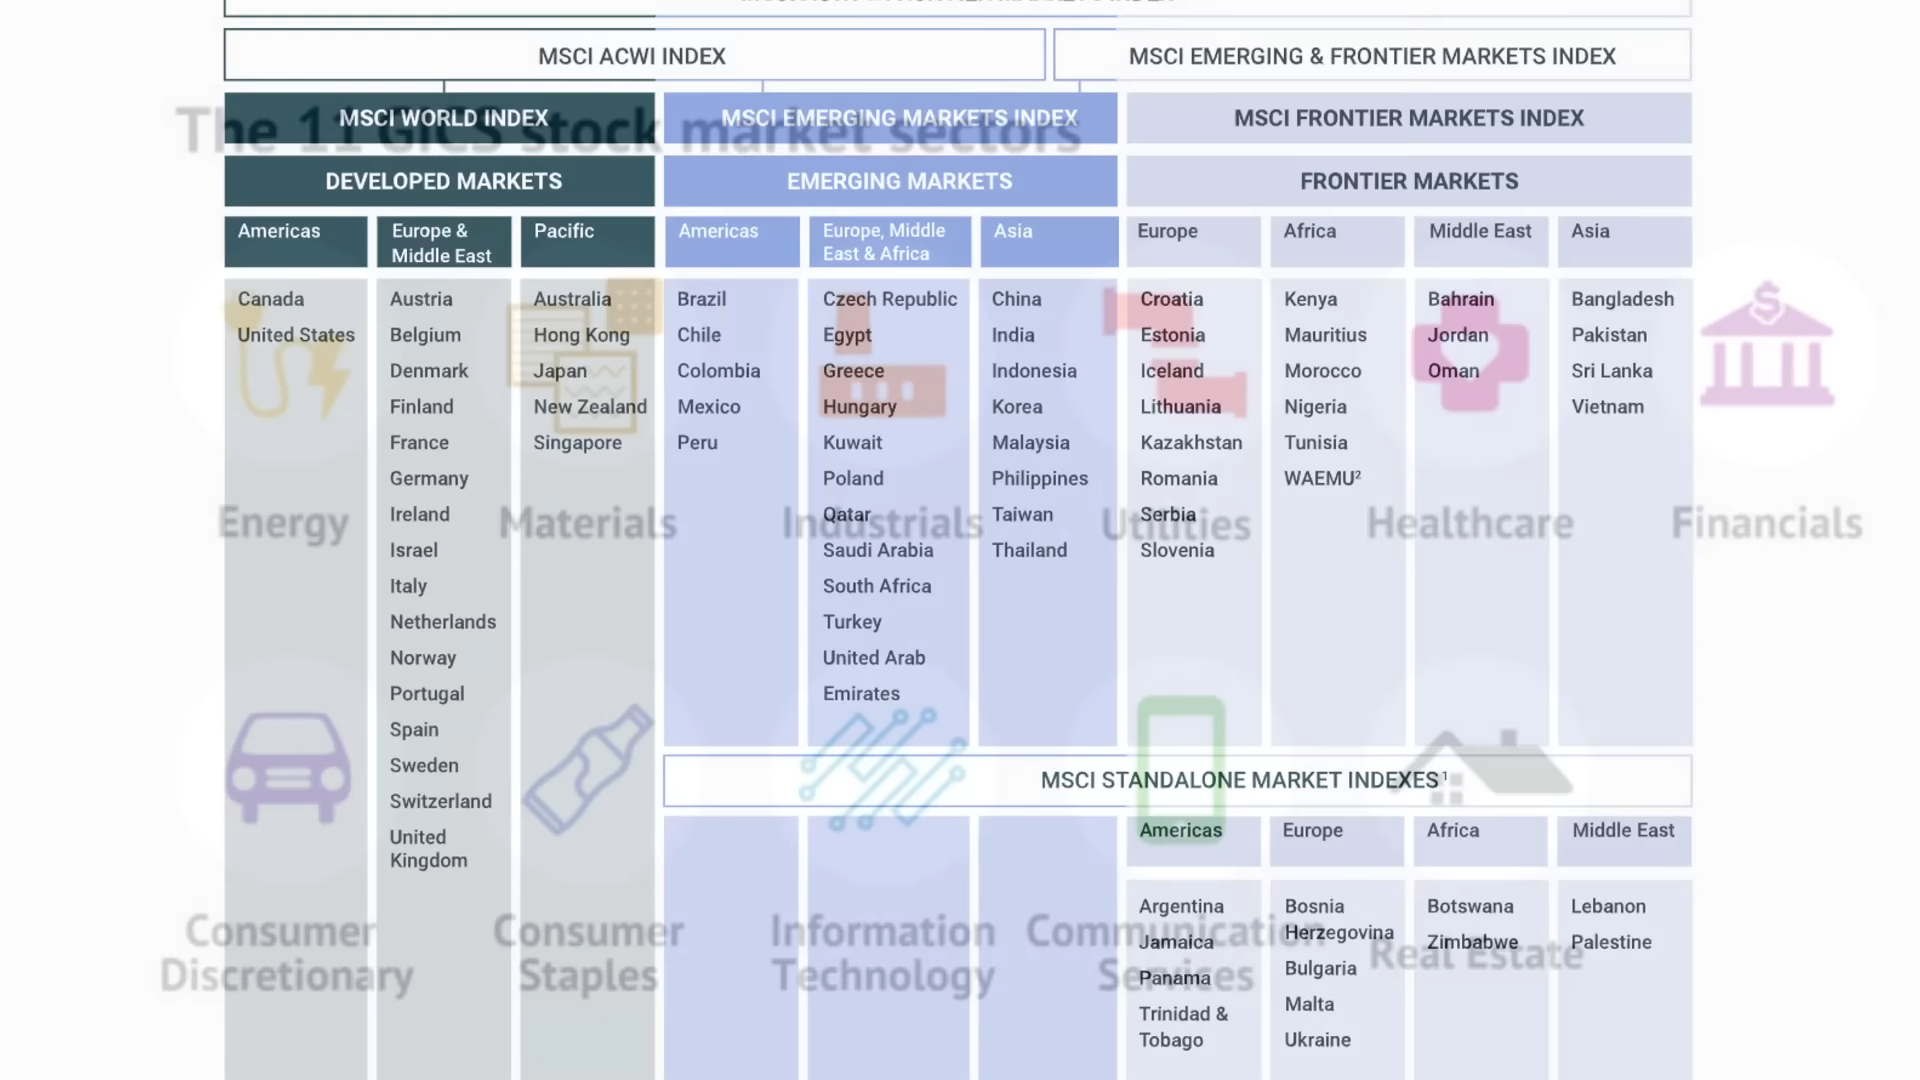 MSCI ACWI INDEX
MSCI EMERGING & FRONTIER MARKETS INDEX
The 11 GICS stock market sectors
MSCI WORLD INDEX
MSCI EMERGING MARKETS INDEX
MSCI FRONTIER MARKETS INDEX
DEVELOPED MARKETS
EMERGING MARKETS
FRONTIER MARKETS
Americas
Europe &
Middle East
Pacific
Americas
Europe, Middle
East & Africa
Asia
Europe
Africa
Middle East
Asia
Canada
United States
Austria
Belgium
Denmark
Finland
France
Germany
Ireland
Israel
Italy
Netherlands
Norway
Portugal
Spain
Sweden
Switzerland
United
Kingdom
Australia
Hong Kong
Japan
New Zealand
Singapore
Brazil
Chile
Colombia
Mexico
Peru
Czech Republic
Egypt
Greece
Hungary
Kuwait
Poland
Qatar
Saudi Arabia
South Africa
Turkey
United Arab
Emirates
China
India
Indonesia
Korea
Malaysia
Philippines
Taiwan
Thailand
Croatia
Estonia
Iceland
Lithuania
Kazakhstan
Romania
Serbia
Slovenia
Kenya
Mauritius
Morocco
Nigeria
Tunisia
WAEMU²
Bahrain
Jordan
Oman
Bangladesh
Pakistan
Sri Lanka
Vietnam
MSCI STANDALONE MARKET INDEXES¹
Americas
Europe
Africa
Middle East
Argentina
Jamaica
Panama
Trinidad &
Tobago
Bosnia
Herzegovina
Bulgaria
Malta
Ukraine
Botswana
Zimbabwe
Lebanon
Palestine
Energy
Materials
Industrials
Utilities
Healthcare
$
Financials
Consumer
Discretionary
Consumer
Staples
Information
Technology
Communication
Services
Real Estate